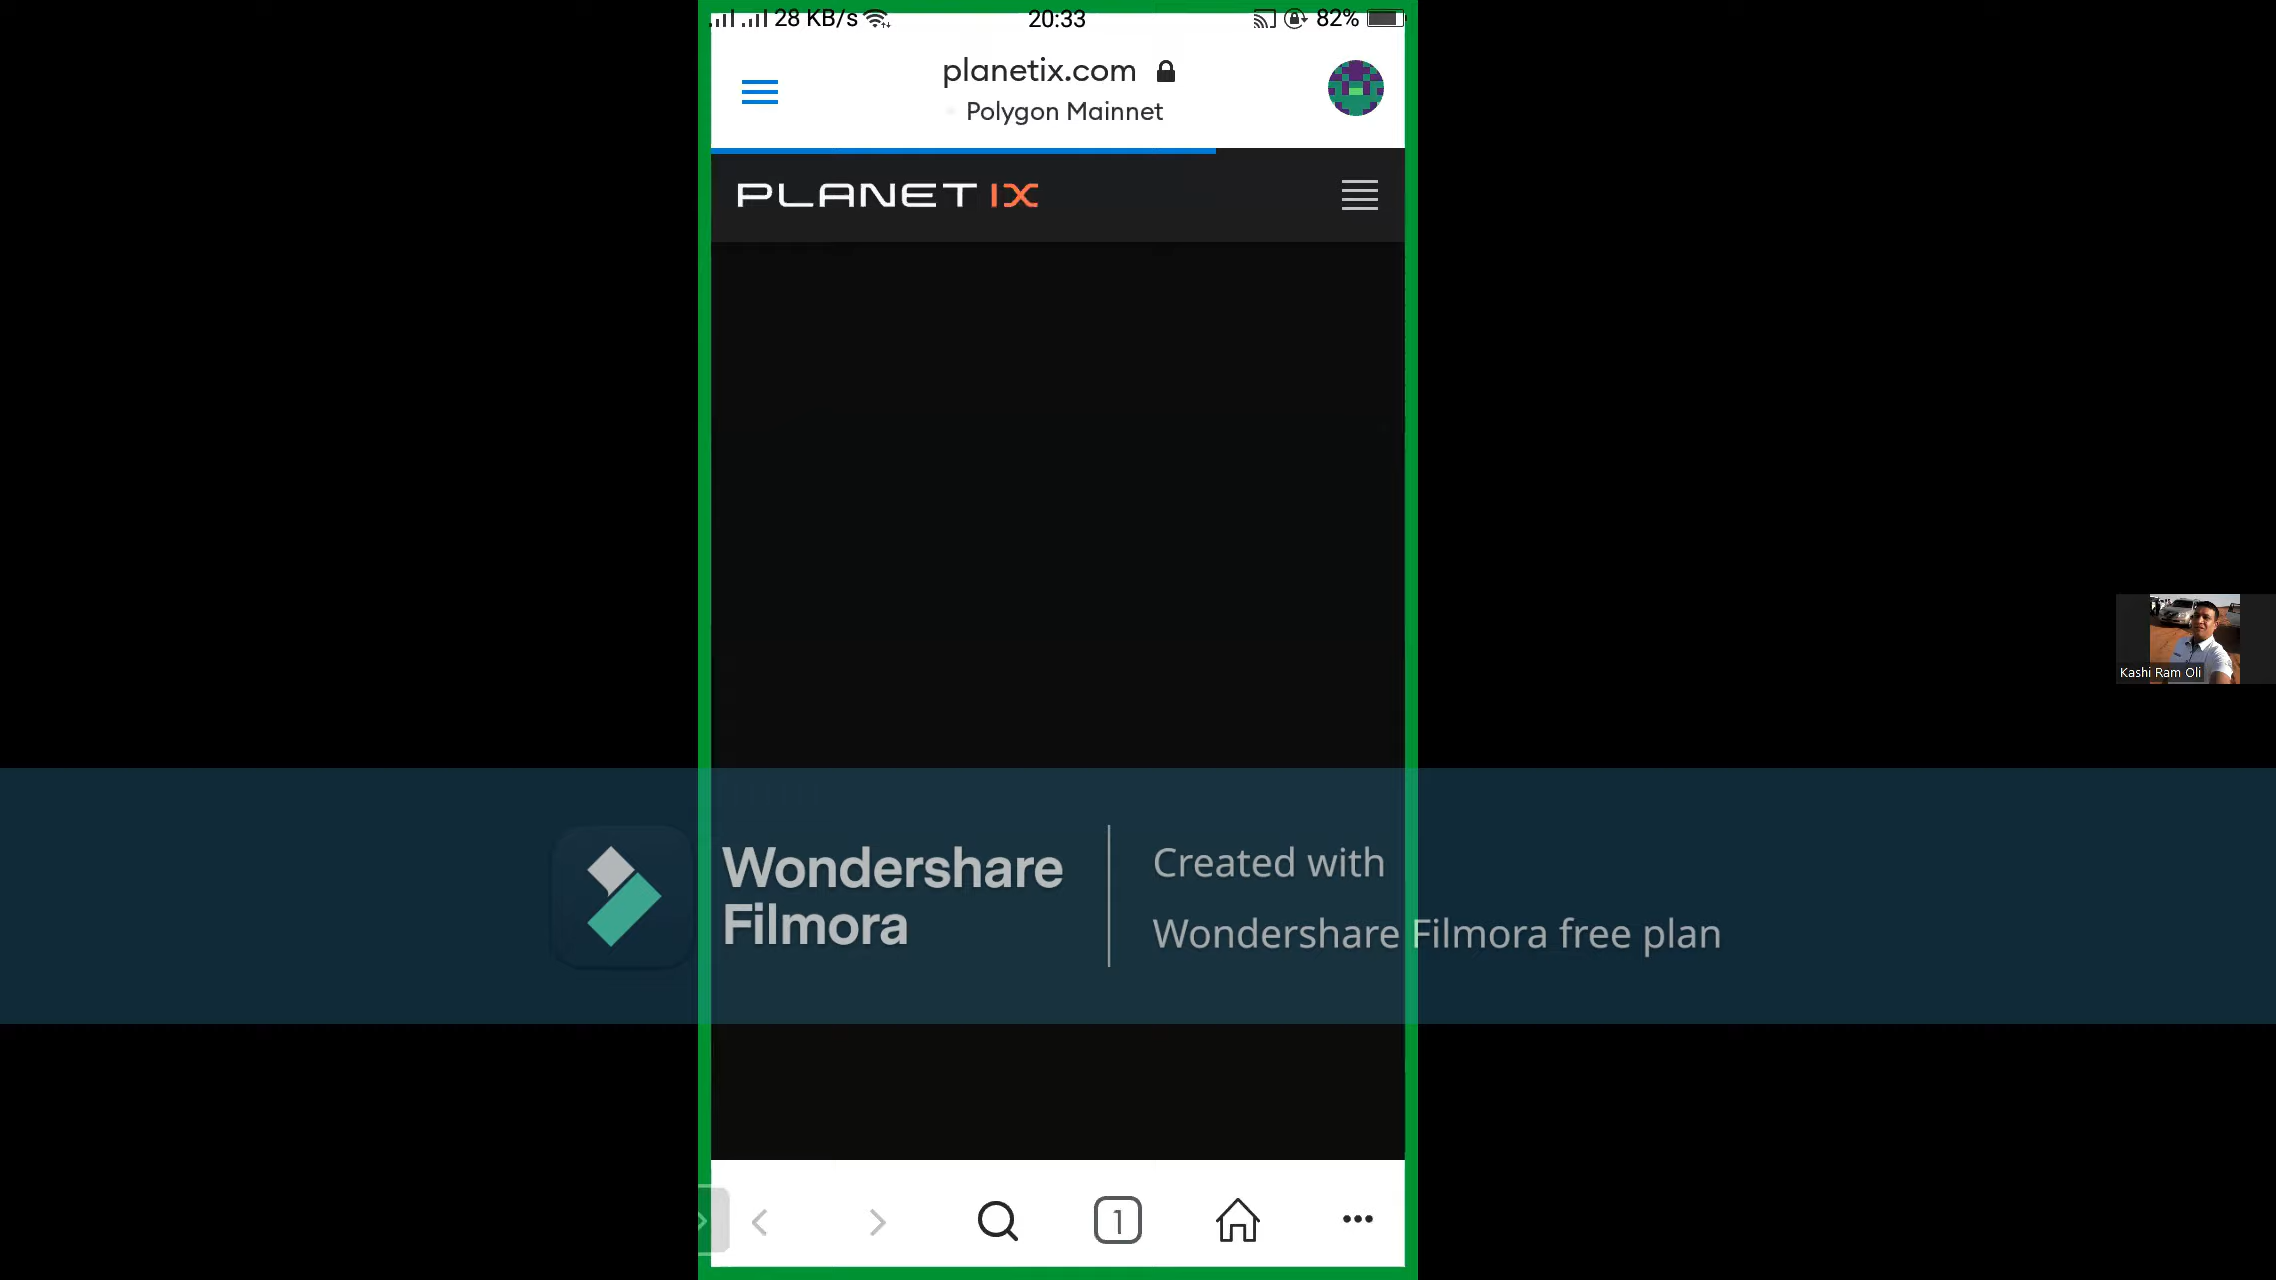 28 KB/s 20:33 82%
planetix.com
Polygon Mainnet
PLANET IX
Kashi Ram Oli
Wondershare
Filmora
Created with
Wondershare Filmora free plan
1